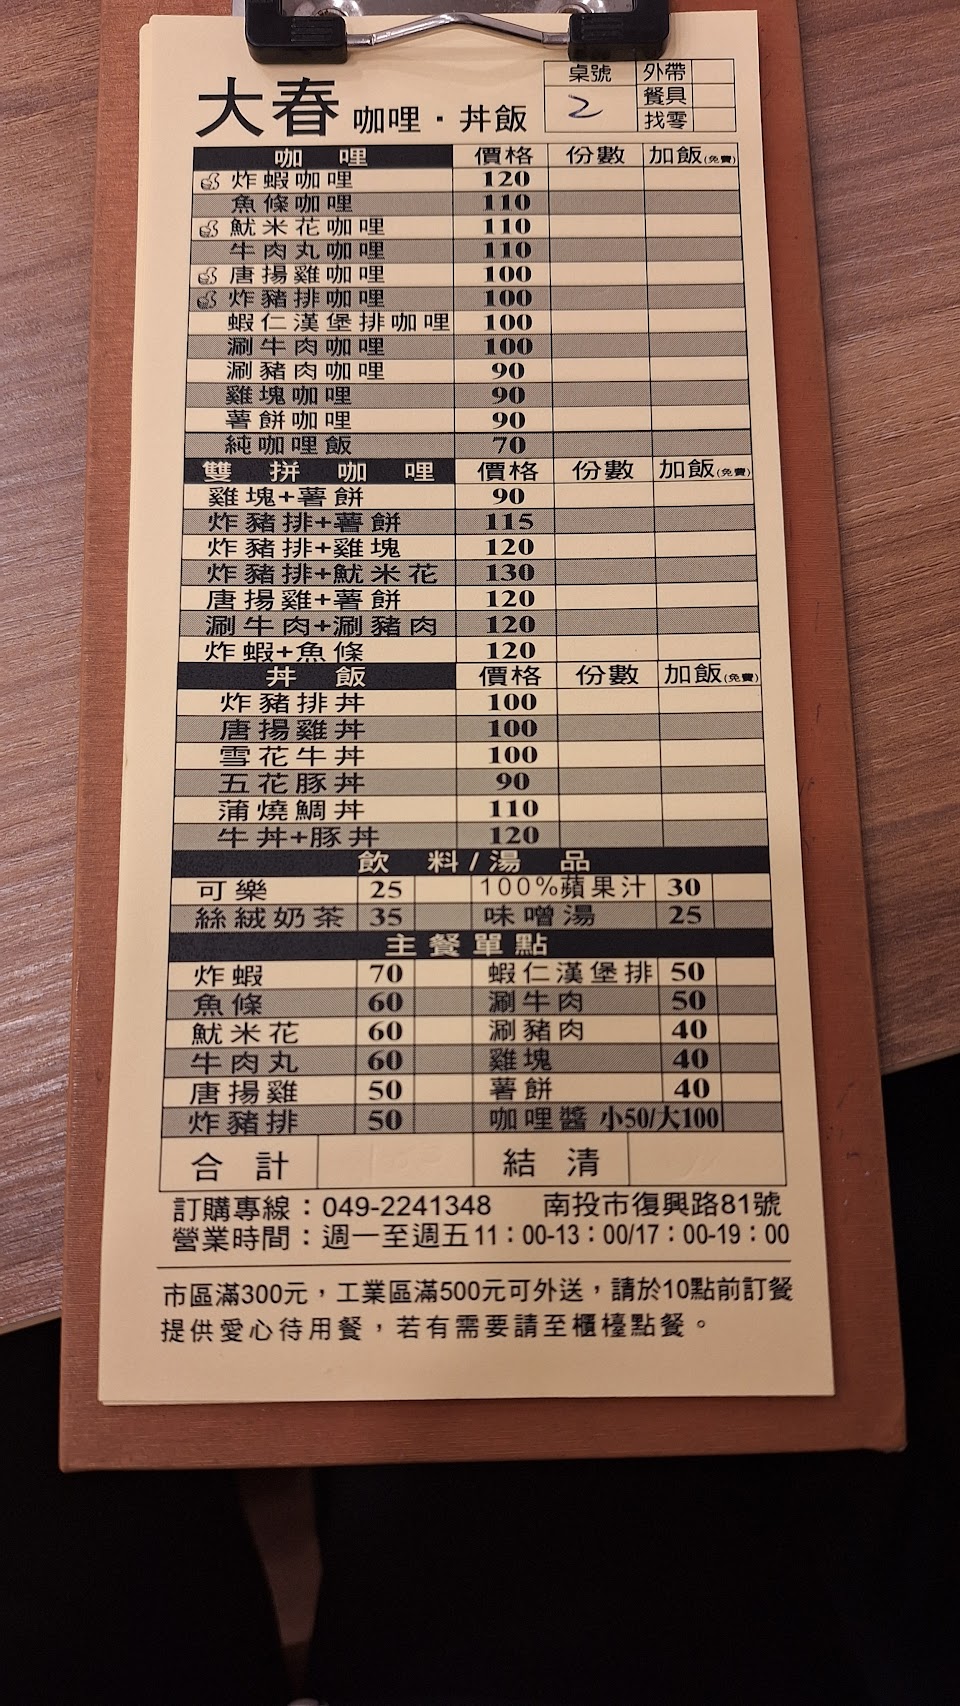 大春 咖哩·丼飯
桌號 外帶
2 餐具
找零
咖哩 價格 份數 加飯(免費)
炸蝦咖哩 120
魚條咖哩 110
魷米花咖哩 110
牛肉丸咖哩 110
唐揚雞咖哩 100
炸豬排咖哩 100
蝦仁漢堡排咖哩 100
涮牛肉咖哩 100
涮豬肉咖哩 90
雞塊咖哩 90
薯餅咖哩 90
純咖哩飯 70
雙拼咖哩 價格 份數 加飯(免費)
雞塊+薯餅 90
炸豬排+薯餅 115
炸豬排+雞塊 120
炸豬排+魷米花 130
唐揚雞+薯餅 120
涮牛肉+涮豬肉 120
炸蝦+魚條 120
丼飯 價格 份數 加飯(免費)
炸豬排丼 100
唐揚雞丼 100
雪花牛丼 100
五花豚丼 90
蒲燒鯛丼 110
牛丼+豚丼 120
飲料/湯品
可樂 25 100%蘋果汁 30
絲絨奶茶 35 味噌湯 25
主餐單點
炸蝦 70 蝦仁漢堡排 50
魚條 60 涮牛肉 50
魷米花 60 涮豬肉 40
牛肉丸 60 雞塊 40
唐揚雞 50 薯餅 40
炸豬排 50 咖哩醬 小50/大100
合計 結清
訂購專線：049-2241348 南投市復興路81號
營業時間：週一至週五11：00-13：00/17：00-19：00
市區滿300元，工業區滿500元可外送，請於10點前訂餐
提供愛心待用餐，若有需要請至櫃檯點餐。